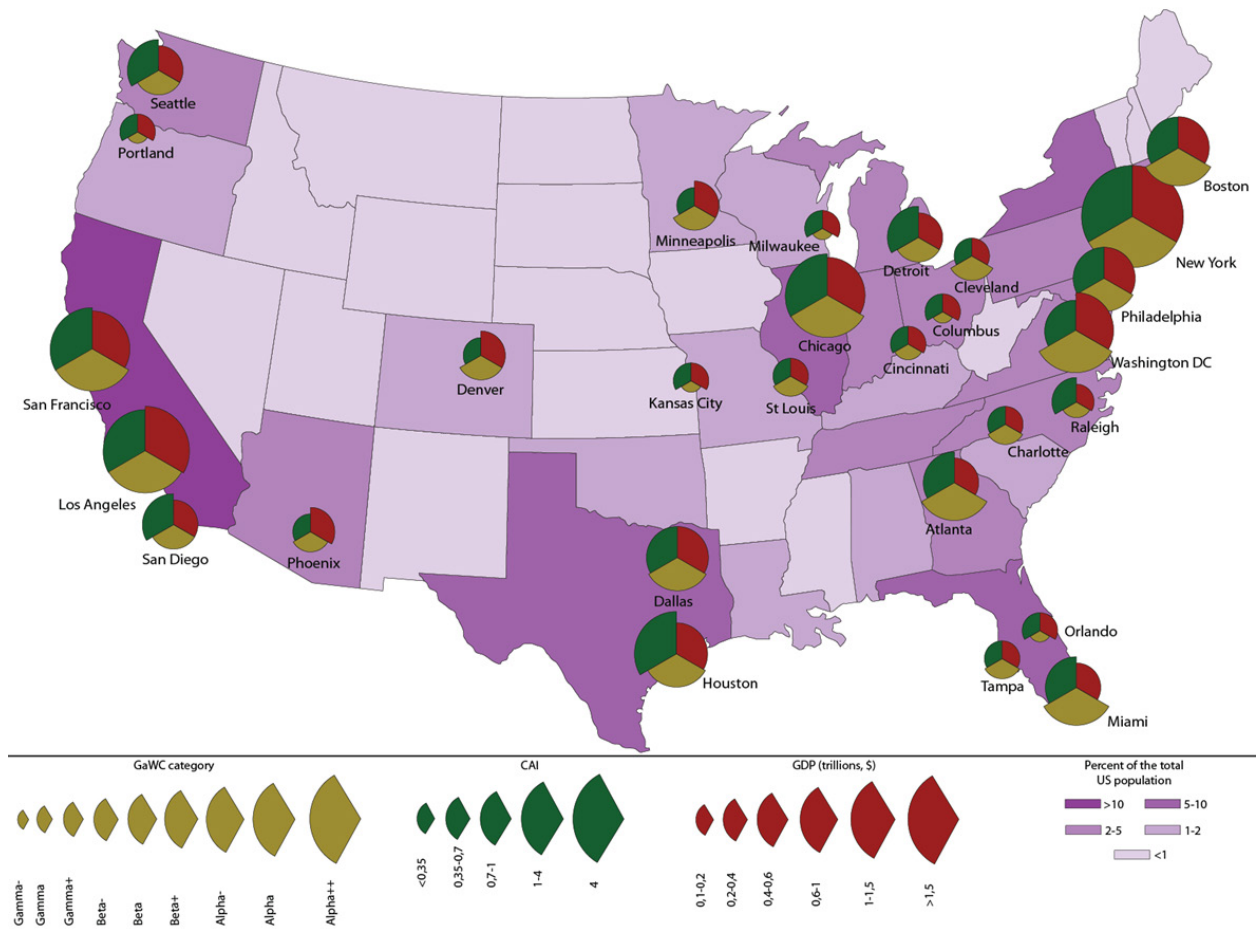 Seattle
Portland
Boston
Minneapolis
Milwaukee
Detroit
Cleveland
New York
Columbus
Philadelphia
Chicago
Washington DC
Cincinnati
Denver
Kansas City
St Louis
San Francisco
Raleigh
Charlotte
Los Angeles
Atlanta
San Diego
Phoenix
Dallas
Orlando
Houston
Tampa
Miami
GaWC category
Gamma-
Gamma
Gamma+
Beta-
Beta
Beta+
Alpha-
Alpha
Alpha++
CAI
<0,35
0,35-0,7
0,7-1
1-4
4
GDP (trillions, $)
0,1-0,2
0,2-0,4
0,4-0,6
0,6-1
1-1,5
>1,5
Percent of the total
US population
>10
5-10
2-5
1-2
<1